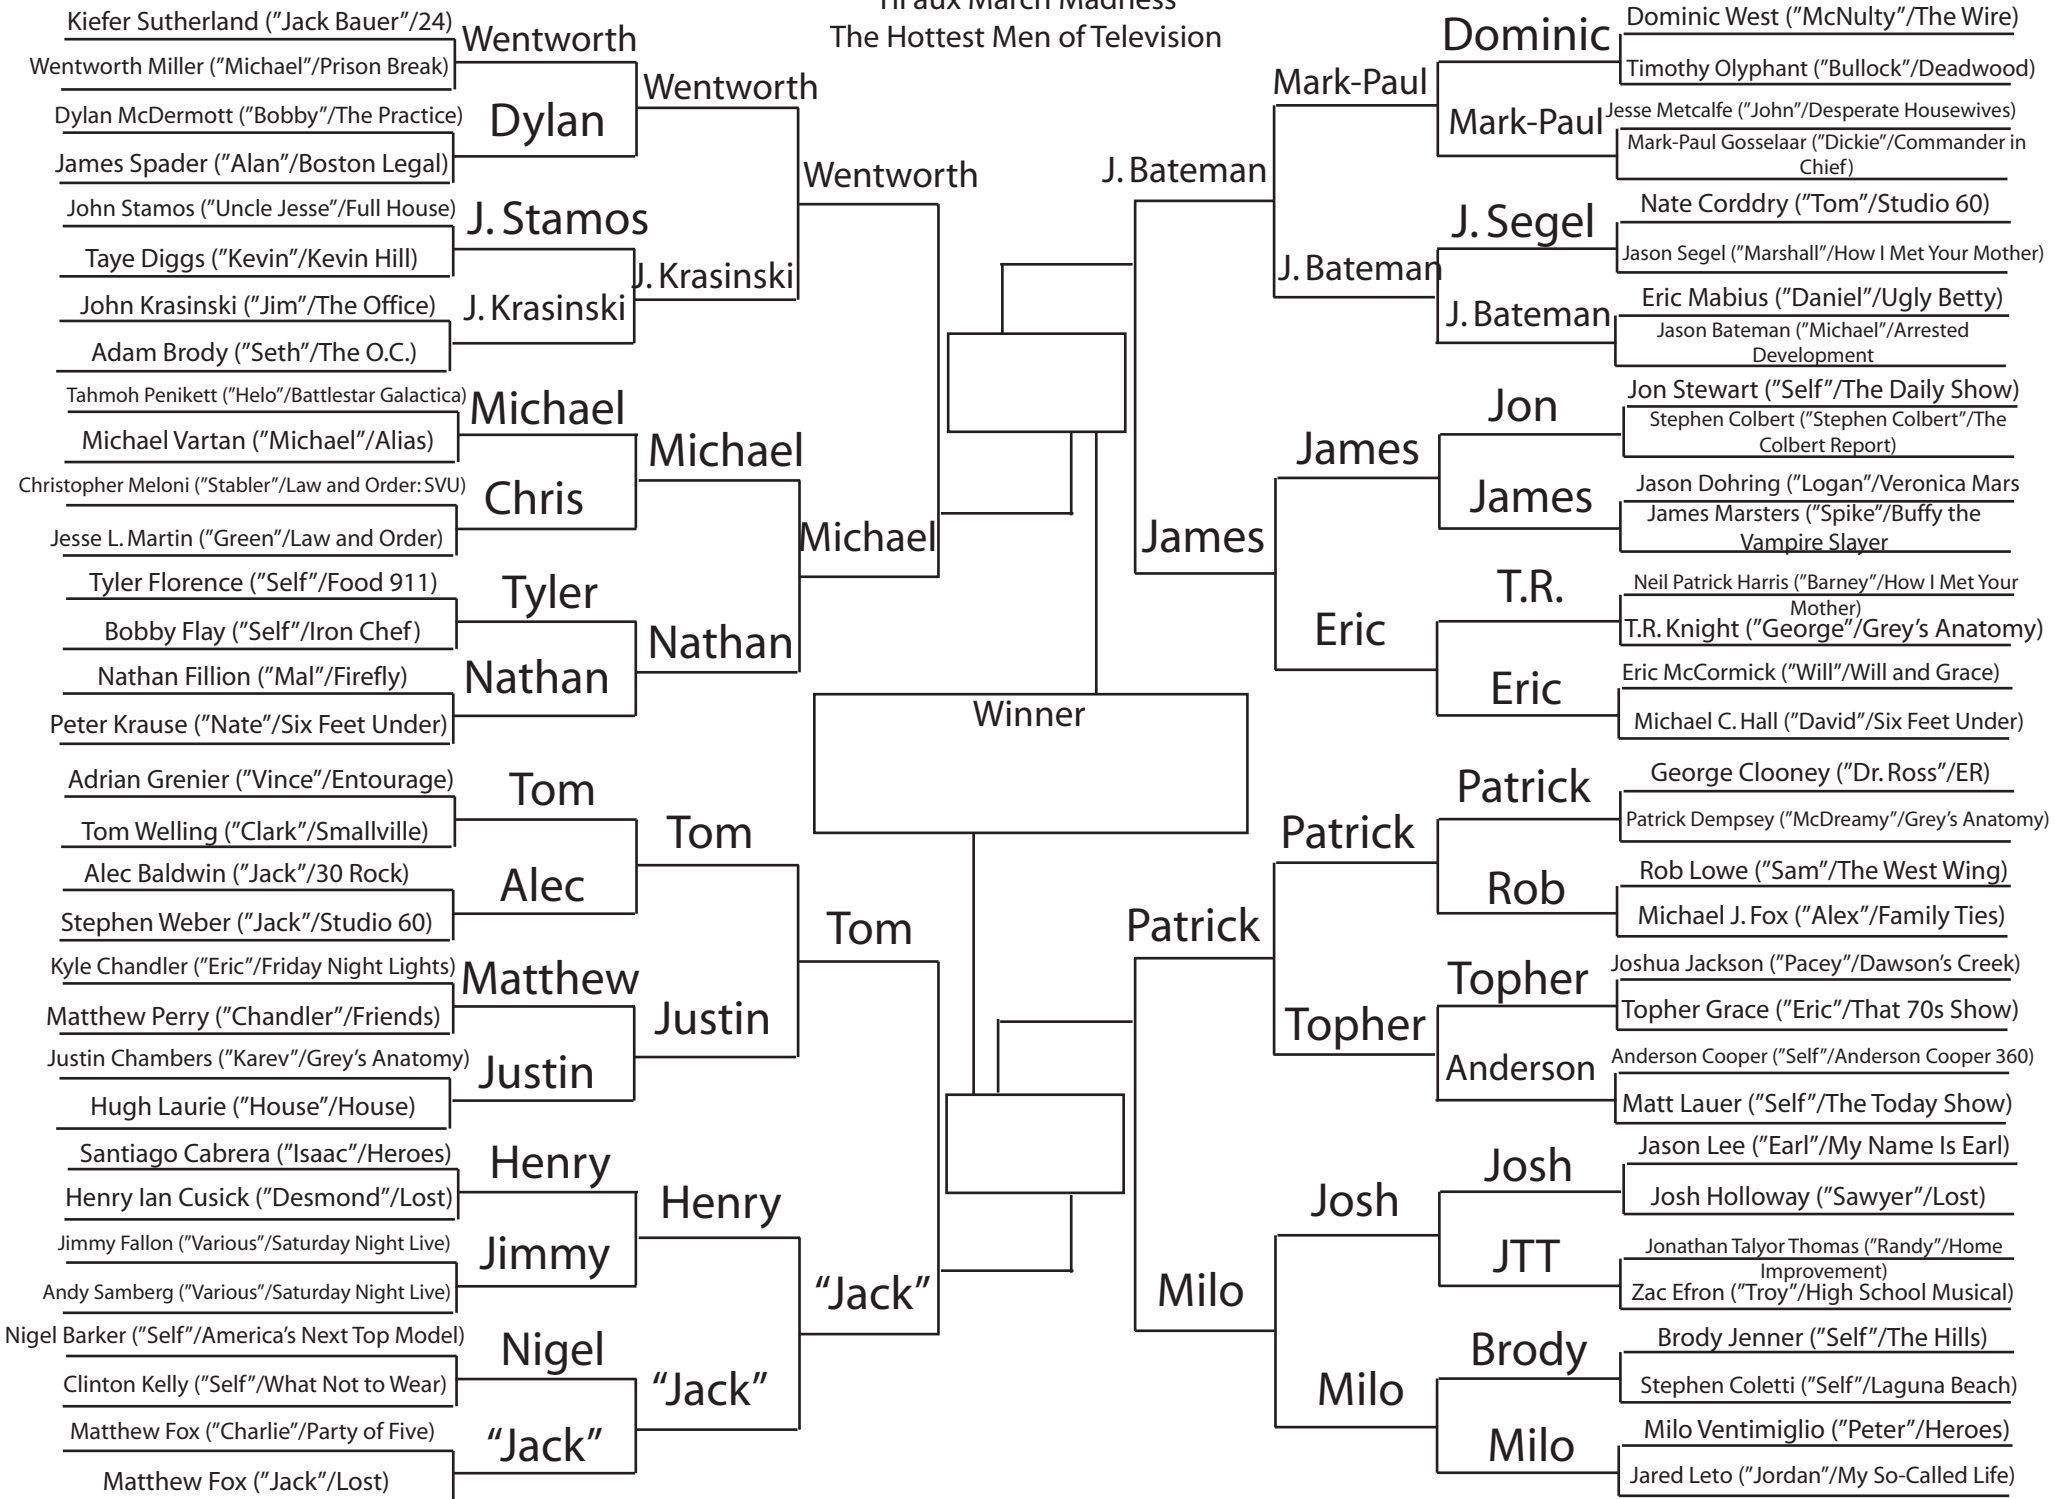 The Hottest Men of Television
Kiefer Sutherland ("Jack Bauer"/24)
Wentworth Miller ("Michael"/Prison Break)
Dylan McDermott ("Bobby"/The Practice)
James Spader ("Alan"/Boston Legal)
John Stamos ("Uncle Jesse"/Full House)
Taye Diggs ("Kevin"/Kevin Hill)
John Krasinski ("Jim"/The Office)
Adam Brody ("Seth"/The O.C.)
Tahmoh Penikett ("Helo"/Battlestar Galactica)
Michael Vartan ("Michael"/Alias)
Christopher Meloni ("Stabler"/Law and Order: SVU)
Jesse L. Martin ("Green"/Law and Order)
Tyler Florence ("Self"/Food 911)
Bobby Flay ("Self"/Iron Chef)
Nathan Fillion ("Mal"/Firefly)
Peter Krause ("Nate"/Six Feet Under)
Adrian Grenier ("Vince"/Entourage)
Tom Welling ("Clark"/Smallville)
Alec Baldwin ("Jack"/30 Rock)
Stephen Weber ("Jack"/Studio 60)
Kyle Chandler ("Eric"/Friday Night Lights)
Matthew Perry ("Chandler"/Friends)
Justin Chambers ("Karev"/Grey's Anatomy)
Hugh Laurie ("House"/House)
Santiago Cabrera ("Isaac"/Heroes)
Henry Ian Cusick ("Desmond"/Lost)
Jimmy Fallon ("Various"/Saturday Night Live)
Andy Samberg ("Various"/Saturday Night Live)
Nigel Barker ("Self"/America's Next Top Model)
Clinton Kelly ("Self"/What Not to Wear)
Matthew Fox ("Charlie"/Party of Five)
Matthew Fox ("Jack"/Lost)
Wentworth
Dylan
J. Stamos
J. Krasinski
Michael
Chris
Tyler
Nathan
Tom
Alec
Matthew
Justin
Henry
Jimmy
Nigel
"Jack"
Wentworth
J. Krasinski
Michael
Nathan
Tom
Justin
Henry
"Jack"
Wentworth
Michael
Tom
"Jack"
Winner
J. Bateman
James
Patrick
Milo
Mark-Paul
J. Bateman
James
Eric
Patrick
Topher
Josh
Milo
Dominic
Mark-Paul
J. Segel
J. Bateman
Jon
James
T.R.
Eric
Patrick
Rob
Topher
Anderson
Josh
JTT
Brody
Milo
Dominic West ("McNulty"/The Wire)
Timothy Olyphant ("Bullock"/Deadwood)
Jesse Metcalfe ("John"/Desperate Housewives)
Mark-Paul Gosselaar ("Dickie"/Commander in
Chief)
Nate Corddry ("Tom"/Studio 60)
Jason Segel ("Marshall"/How I Met Your Mother)
Eric Mabius ("Daniel"/Ugly Betty)
Jason Bateman ("Michael"/Arrested
Development
Jon Stewart ("Self"/The Daily Show)
Stephen Colbert ("Stephen Colbert"/The
Colbert Report)
Jason Dohring ("Logan"/Veronica Mars
James Marsters ("Spike"/Buffy the
Vampire Slayer
Neil Patrick Harris ("Barney"/How I Met Your
Mother)
T.R. Knight ("George"/Grey's Anatomy)
Eric McCormick ("Will"/Will and Grace)
Michael C. Hall ("David"/Six Feet Under)
George Clooney ("Dr. Ross"/ER)
Patrick Dempsey ("McDreamy"/Grey's Anatomy)
Rob Lowe ("Sam"/The West Wing)
Michael J. Fox ("Alex"/Family Ties)
Joshua Jackson ("Pacey"/Dawson's Creek)
Topher Grace ("Eric"/That 70s Show)
Anderson Cooper ("Self"/Anderson Cooper 360)
Matt Lauer ("Self"/The Today Show)
Jason Lee ("Earl"/My Name Is Earl)
Josh Holloway ("Sawyer"/Lost)
Jonathan Talyor Thomas ("Randy"/Home
Improvement)
Zac Efron ("Troy"/High School Musical)
Brody Jenner ("Self"/The Hills)
Stephen Coletti ("Self"/Laguna Beach)
Milo Ventimiglio ("Peter"/Heroes)
Jared Leto ("Jordan"/My So-Called Life)